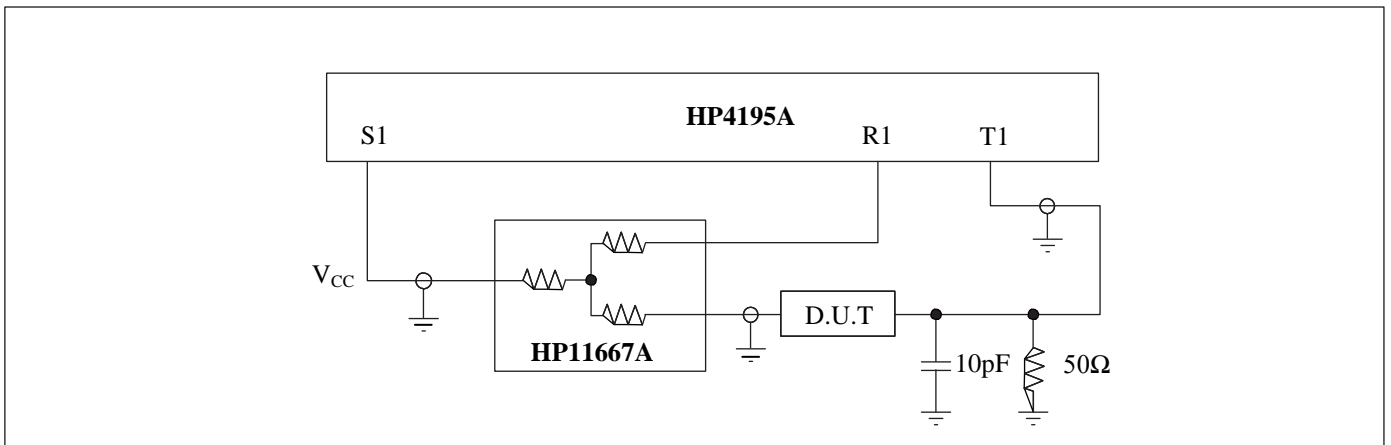 HP4195A
S1
R1
T1
V_CC
D.U.T
HP11667A
10pF
50Ω